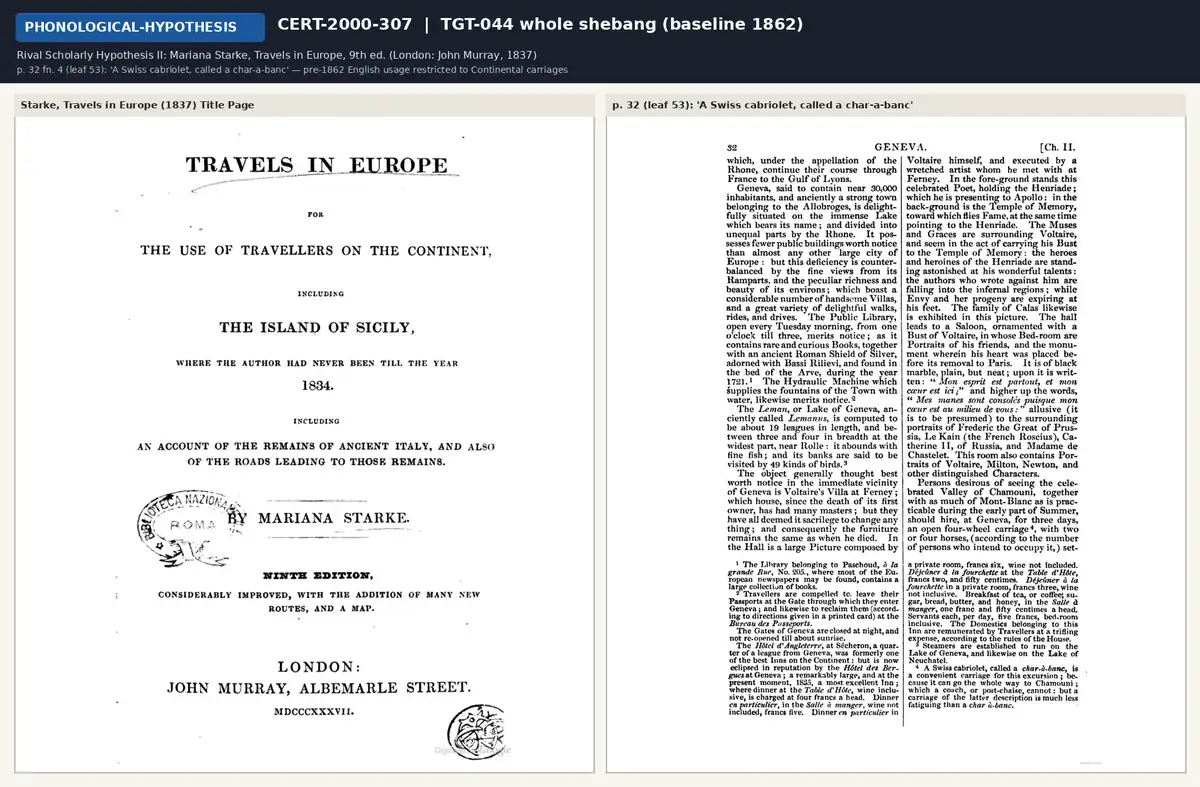 PHONOLOGICAL-HYPOTHESIS
CERT-2000-307 | TGT-044 whole shebang (baseline 1862)
Rival Scholarly Hypothesis II: Mariana Starke, Travels in Europe, 9th ed. (London: John Murray, 1837)
p. 32 fn. 4 (leaf 53): 'A Swiss cabriolet, called a char-a-banc' — pre-1862 English usage restricted to Continental carriages
Starke, Travels in Europe (1837) Title Page
TRAVELS IN EUROPE
FOR
THE USE OF TRAVELLERS ON THE CONTINENT,
INCLUDING
THE ISLAND OF SICILY,
WHERE THE AUTHOR HAD NEVER BEEN TILL THE YEAR
1834.
INCLUDING
AN ACCOUNT OF THE REMAINS OF ANCIENT ITALY, AND ALSO
OF THE ROADS LEADING TO THOSE REMAINS.
BIBLIOTECA NAZIONA
ROMA
BY MARIANA STARKE.
NINTH EDITION,
CONSIDERABLY IMPROVED, WITH THE ADDITION OF MANY NEW
ROUTES, AND A MAP.
LONDON:
JOHN MURRAY, ALBEMARLE STREET.
MDCCCXXXVII.
p. 32 (leaf 53): 'A Swiss cabriolet, called a char-a-banc'
32 GENEVA. [Ch. II.
which, under the appellation of the
Rhone, continue their course through
France to the Gulf of Lyons.
Geneva, said to contain near 30,000
inhabitants, and anciently a strong town
belonging to the Allobroges, is delight-
fully situated on the immense Lake
which bears its name; and divided into
unequal parts by the Rhone. It pos-
sesses fewer public buildings worth notice
than almost any other large city of
Europe: but this deficiency is counter-
balanced by the fine views from its
Ramparts, and the peculiar richness and
beauty of its environs; which boast a
considerable number of handsome Villas,
and a great variety of delightful walks,
rides, and drives. The Public Library,
open every Tuesday morning, from one
o'clock till three, merits notice; as it
contains rare and curious Books, together
with an ancient Roman Shield of Silver,
adorned with Bassi Rilievi, and found in
the bed of the Arve, during the year
1721.¹ The Hydraulic Machine which
supplies the fountains of the Town with
water, likewise merits notice.²
The Leman, or Lake of Geneva, an-
ciently called Lemanus, is computed to
be about 19 leagues in length, and be-
tween three and four in breadth at the
widest part, near Rolle: it abounds with
fine fish; and its banks are said to be
visited by 49 kinds of birds.³
The object generally thought best
worth notice in the immediate vicinity
of Geneva is Voltaire's Villa at Ferney;
which house, since the death of its first
owner, has had many masters; but they
have all deemed it sacrilege to change any
thing; and consequently the furniture
remains the same as when he died. In
the Hall is a large Picture composed by
¹ The Library belonging to Paschoud, à la
grande Rue, No. 205., where most of the Eu-
ropean newspapers may be found, contains a
large collection of books.
² Travellers are compelled to leave their
Passports at the Gate through which they enter
Geneva; and likewise to reclaim them (accord-
ing to directions given in a printed card) at the
Bureau des Passeports.
The Gates of Geneva are closed at night, and
not re-opened till about sunrise.
The Hôtel d'Angleterre, at Sécheron, a quar-
ter of a league from Geneva, was formerly one
of the best Inns on the Continent: but is now
eclipsed in reputation by the Hôtel des Ber-
gues at Geneva; a remarkably large, and at the
present moment, 1835, a most excellent Inn;
where dinner at the Table d'Hôte, wine inclu-
sive, is charged at four francs a head. Dinner
en particulier, in the Salle à manger, wine not
included, francs five. Dinner en particulier in
Voltaire himself, and executed by a
wretched artist whom he met with at
Ferney. In the fore-ground stands this
celebrated Poet, holding the Henriade;
which he is presenting to Apollo: in the
back-ground is the Temple of Memory,
toward which flies Fame, at the same time
pointing to the Henriade. The Muses
and Graces are surrounding Voltaire,
and seem in the act of carrying his Bust
to the Temple of Memory: the heroes
and heroines of the Henriade are stand-
ing astonished at his wonderful talents:
the authors who wrote against him are
falling into the infernal regions; while
Envy and her progeny are expiring at
his feet. The family of Calas likewise
is exhibited in this picture. The hall
leads to a Saloon, ornamented with a
Bust of Voltaire, in whose Bed-room are
Portraits of his friends, and the monu-
ment wherein his heart was placed be-
fore its removal to Paris. It is of black
marble, plain, but neat; upon it is writ-
ten: "Mon esprit est partout, et mon
cœur est ici;" and higher up the words,
"Mes manes sont consolés puisque mon
cœur est au milieu de vous:" allusive (it
is to be presumed) to the surrounding
portraits of Frederic the Great of Prus-
sia, Le Kain (the French Roscius), Ca-
therine II, of Russia, and Madame de
Chastelet. This room also contains Por-
traits of Voltaire, Milton, Newton, and
other distinguished Characters.
Persons desirous of seeing the cele-
brated Valley of Chamouni, together
with as much of Mont-Blanc as is prac-
ticable during the early part of Summer,
should hire, at Geneva, for three days,
an open four-wheel carriage⁴, with two
or four horses, (according to the number
of persons who intend to occupy it,) set-
a private room, francs six, wine not included.
Déjeûner à la fourchette at the Table d'Hôte,
francs two, and fifty centimes. Déjeûner à la
fourchette in a private room, francs three, wine
not inclusive. Breakfast of tea, or coffee, su-
gar, bread, butter, and honey, in the Salle à
manger, one franc and fifty centimes a head.
Servants each, per day, five francs, bed-room
inclusive. The Domestics belonging to this
Inn are remunerated by Travellers at a trifling
expense, according to the rules of the House.
³ Steamers are established to run on the
Lake of Geneva, and likewise on the Lake of
Neuchatel.
⁴ A Swiss cabriolet, called a char-à-banc, is
a convenient carriage for this excursion; be-
cause it can go the whole way to Chamouni;
which a coach, or post-chaise, cannot: but a
carriage of the latter description is much less
fatiguing than a char à-banc.